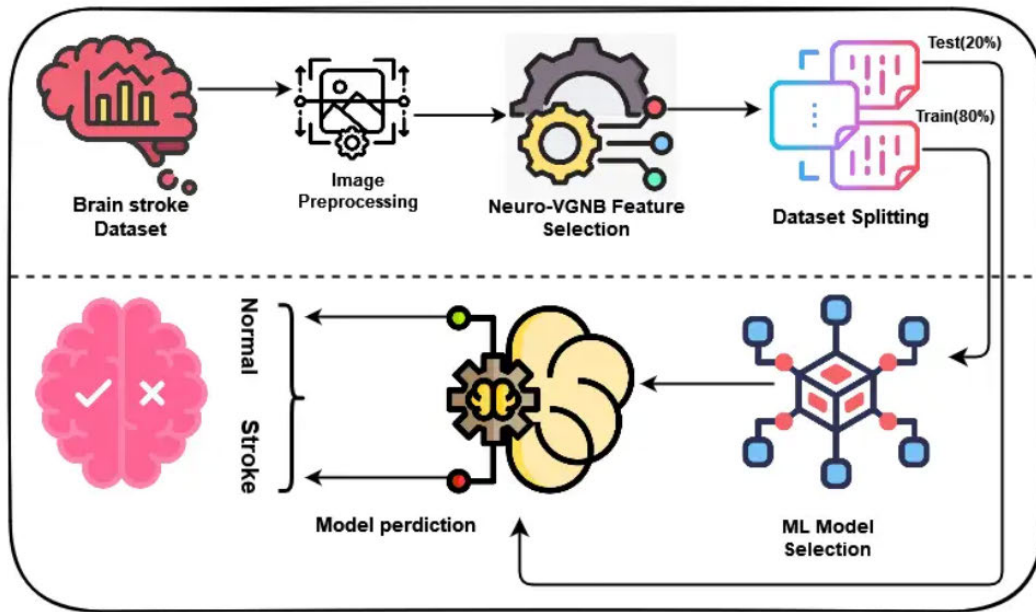 Brain stroke
Dataset
Image
Preprocessing
Neuro-VGNB Feature
Selection
Test(20%)
Train(80%)
Dataset Splitting
Normal
Stroke
Model perdiction
ML Model
Selection